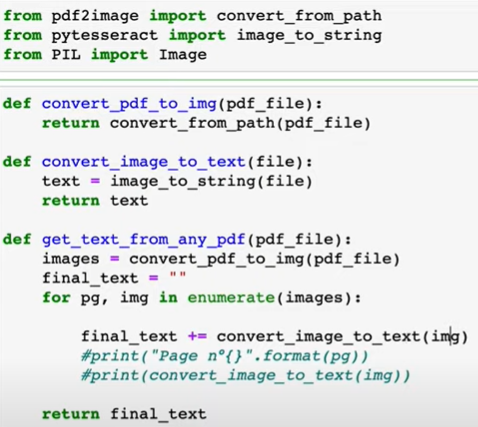 from pdf2image import convert_from_path
from pytesseract import image_to_string
from PIL import Image
def convert_pdf_to_img(pdf_file):
    return convert_from_path(pdf_file)
def convert_image_to_text(file):
    text = image_to_string(file)
    return text
def get_text_from_any_pdf(pdf_file):
    images = convert_pdf_to_img(pdf_file)
    final_text = ""
    for pg, img in enumerate(images):
        final_text += convert_image_to_text(img)
        #print("Page n°{}".format(pg))
        #print(convert_image_to_text(img))
    return final_text